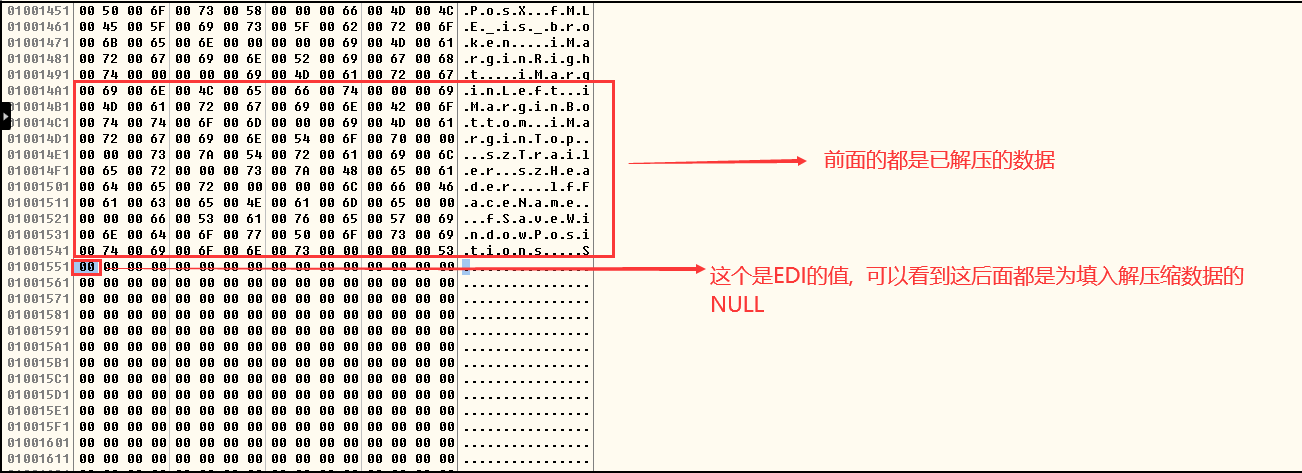 01001451 00 50 00 6F 00 73 00 58 00 00 00 66 00 4D 00 4C .P.o.s.X...f.M.L
01001461 00 45 00 5F 00 69 00 73 00 5F 00 62 00 72 00 6F .E._.i.s._.b.r.o
01001471 00 6B 00 65 00 6E 00 00 00 00 00 69 00 4D 00 61 .k.e.n.....i.M.a
01001481 00 72 00 67 00 69 00 6E 00 52 00 69 00 67 00 68 .r.g.i.n.R.i.g.h
01001491 00 74 00 00 00 00 00 69 00 4D 00 61 00 72 00 67 .t.....i.M.a.r.g
010014A1 00 69 00 6E 00 4C 00 65 00 66 00 74 00 00 00 69 .i.n.L.e.f.t...i
010014B1 00 4D 00 61 00 72 00 67 00 69 00 6E 00 42 00 6F .M.a.r.g.i.n.B.o
010014C1 00 74 00 74 00 6F 00 6D 00 00 00 69 00 4D 00 61 .t.t.o.m...i.M.a
010014D1 00 72 00 67 00 69 00 6E 00 54 00 6F 00 70 00 00 .r.g.i.n.T.o.p..
010014E1 00 00 00 73 00 7A 00 54 00 72 00 61 00 69 00 6C ...s.z.T.r.a.i.l
010014F1 00 65 00 72 00 00 00 73 00 7A 00 48 00 65 00 61 .e.r...s.z.H.e.a
01001501 00 64 00 65 00 72 00 00 00 00 00 6C 00 66 00 46 .d.e.r.....l.f.F
01001511 00 61 00 63 00 65 00 4E 00 61 00 6D 00 65 00 00 .a.c.e.N.a.m.e..
01001521 00 00 00 66 00 53 00 61 00 76 00 65 00 57 00 69 ...f.S.a.v.e.W.i
01001531 00 6E 00 64 00 6F 00 77 00 50 00 6F 00 73 00 69 .n.d.o.w.P.o.s.i
01001541 00 74 00 69 00 6F 00 6E 00 73 00 00 00 00 00 53 .t.i.o.n.s.....S
01001551 00 00 00 00 00 00 00 00 00 00 00 00 00 00 00 00 ................
01001561 00 00 00 00 00 00 00 00 00 00 00 00 00 00 00 00 ................
01001571 00 00 00 00 00 00 00 00 00 00 00 00 00 00 00 00 ................
01001581 00 00 00 00 00 00 00 00 00 00 00 00 00 00 00 00 ................
01001591 00 00 00 00 00 00 00 00 00 00 00 00 00 00 00 00 ................
010015A1 00 00 00 00 00 00 00 00 00 00 00 00 00 00 00 00 ................
010015B1 00 00 00 00 00 00 00 00 00 00 00 00 00 00 00 00 ................
010015C1 00 00 00 00 00 00 00 00 00 00 00 00 00 00 00 00 ................
010015D1 00 00 00 00 00 00 00 00 00 00 00 00 00 00 00 00 ................
010015E1 00 00 00 00 00 00 00 00 00 00 00 00 00 00 00 00 ................
010015F1 00 00 00 00 00 00 00 00 00 00 00 00 00 00 00 00 ................
01001601 00 00 00 00 00 00 00 00 00 00 00 00 00 00 00 00 ................
01001611 00 00 00 00 00 00 00 00 00 00 00 00 00 00 00 00 ................
前面的都是已解压的数据
这个是EDI的值, 可以看到这后面都是为填入解压缩数据的
NULL